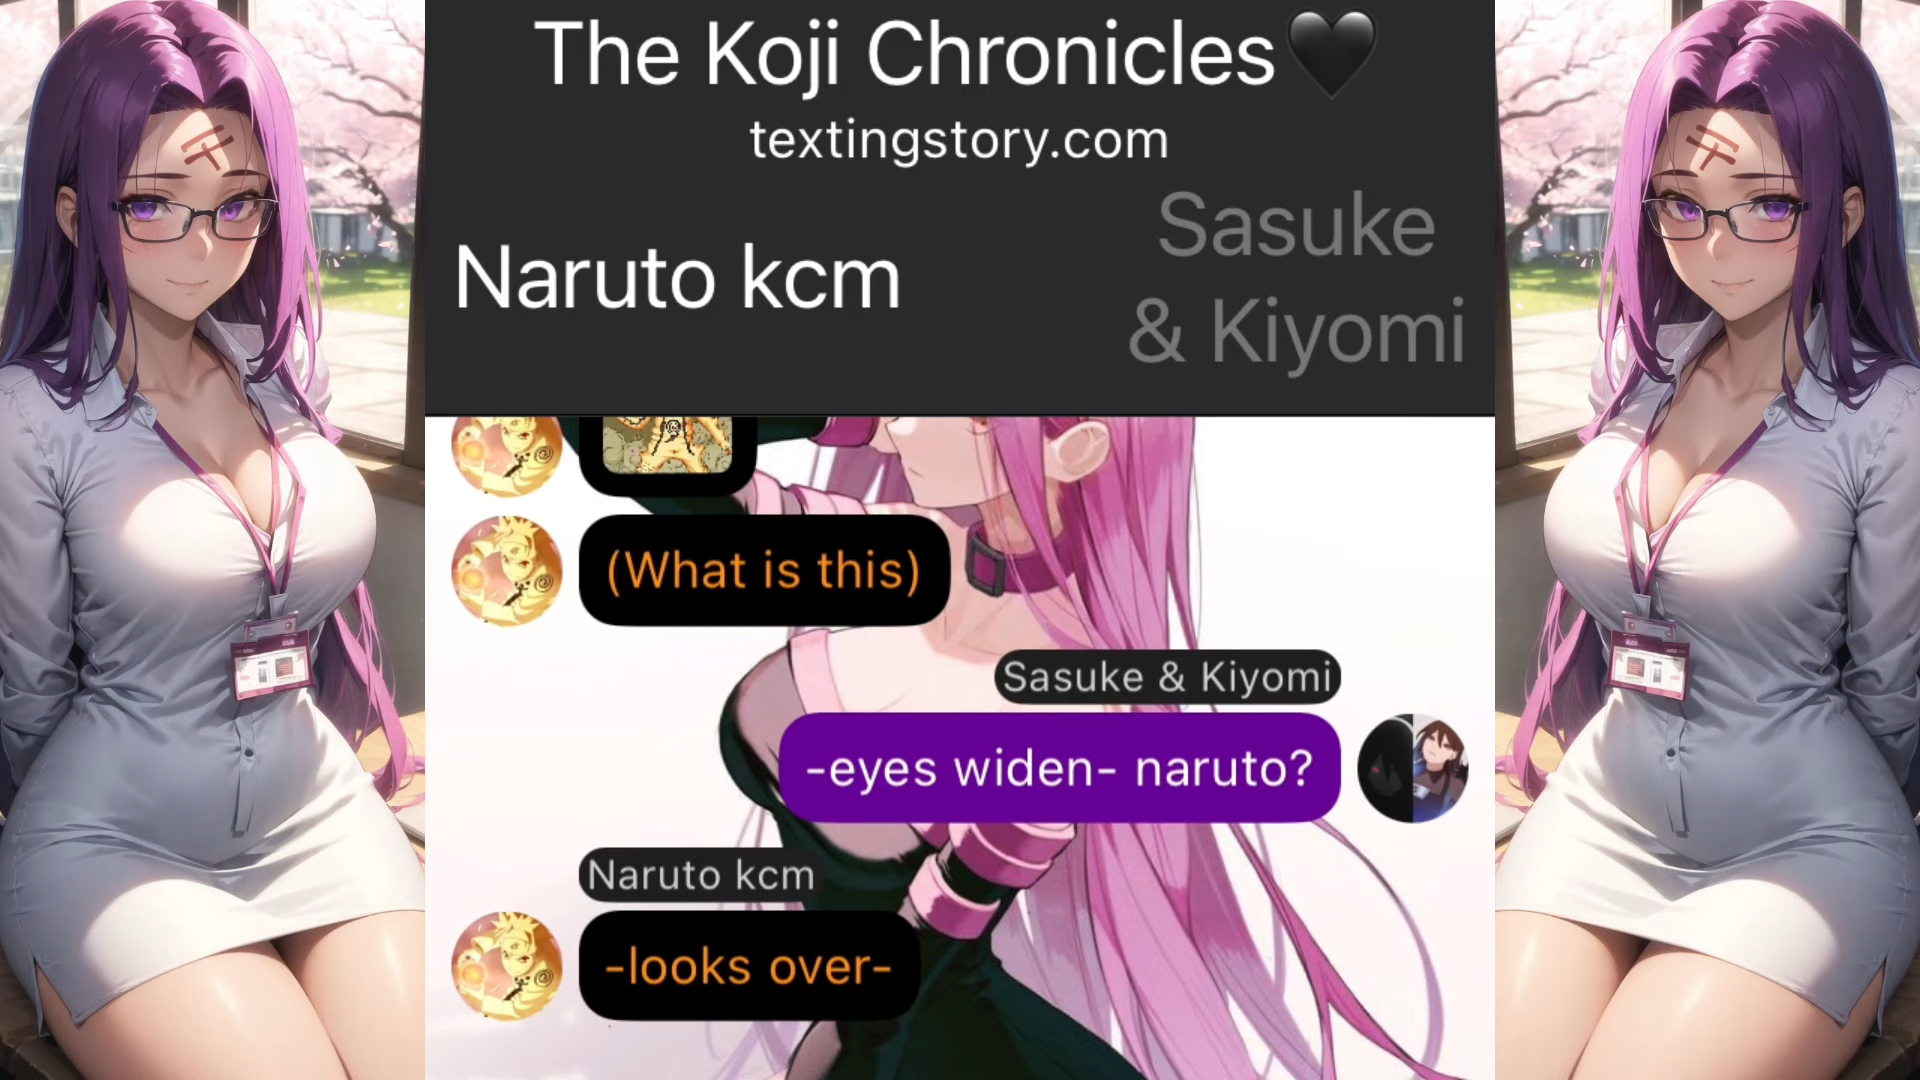 The Koji Chronicles🖤
textingstory.com
Naruto kcm
Sasuke
& Kiyomi
(What is this)
Sasuke & Kiyomi
-eyes widen- naruto?
Naruto kcm
-looks over-